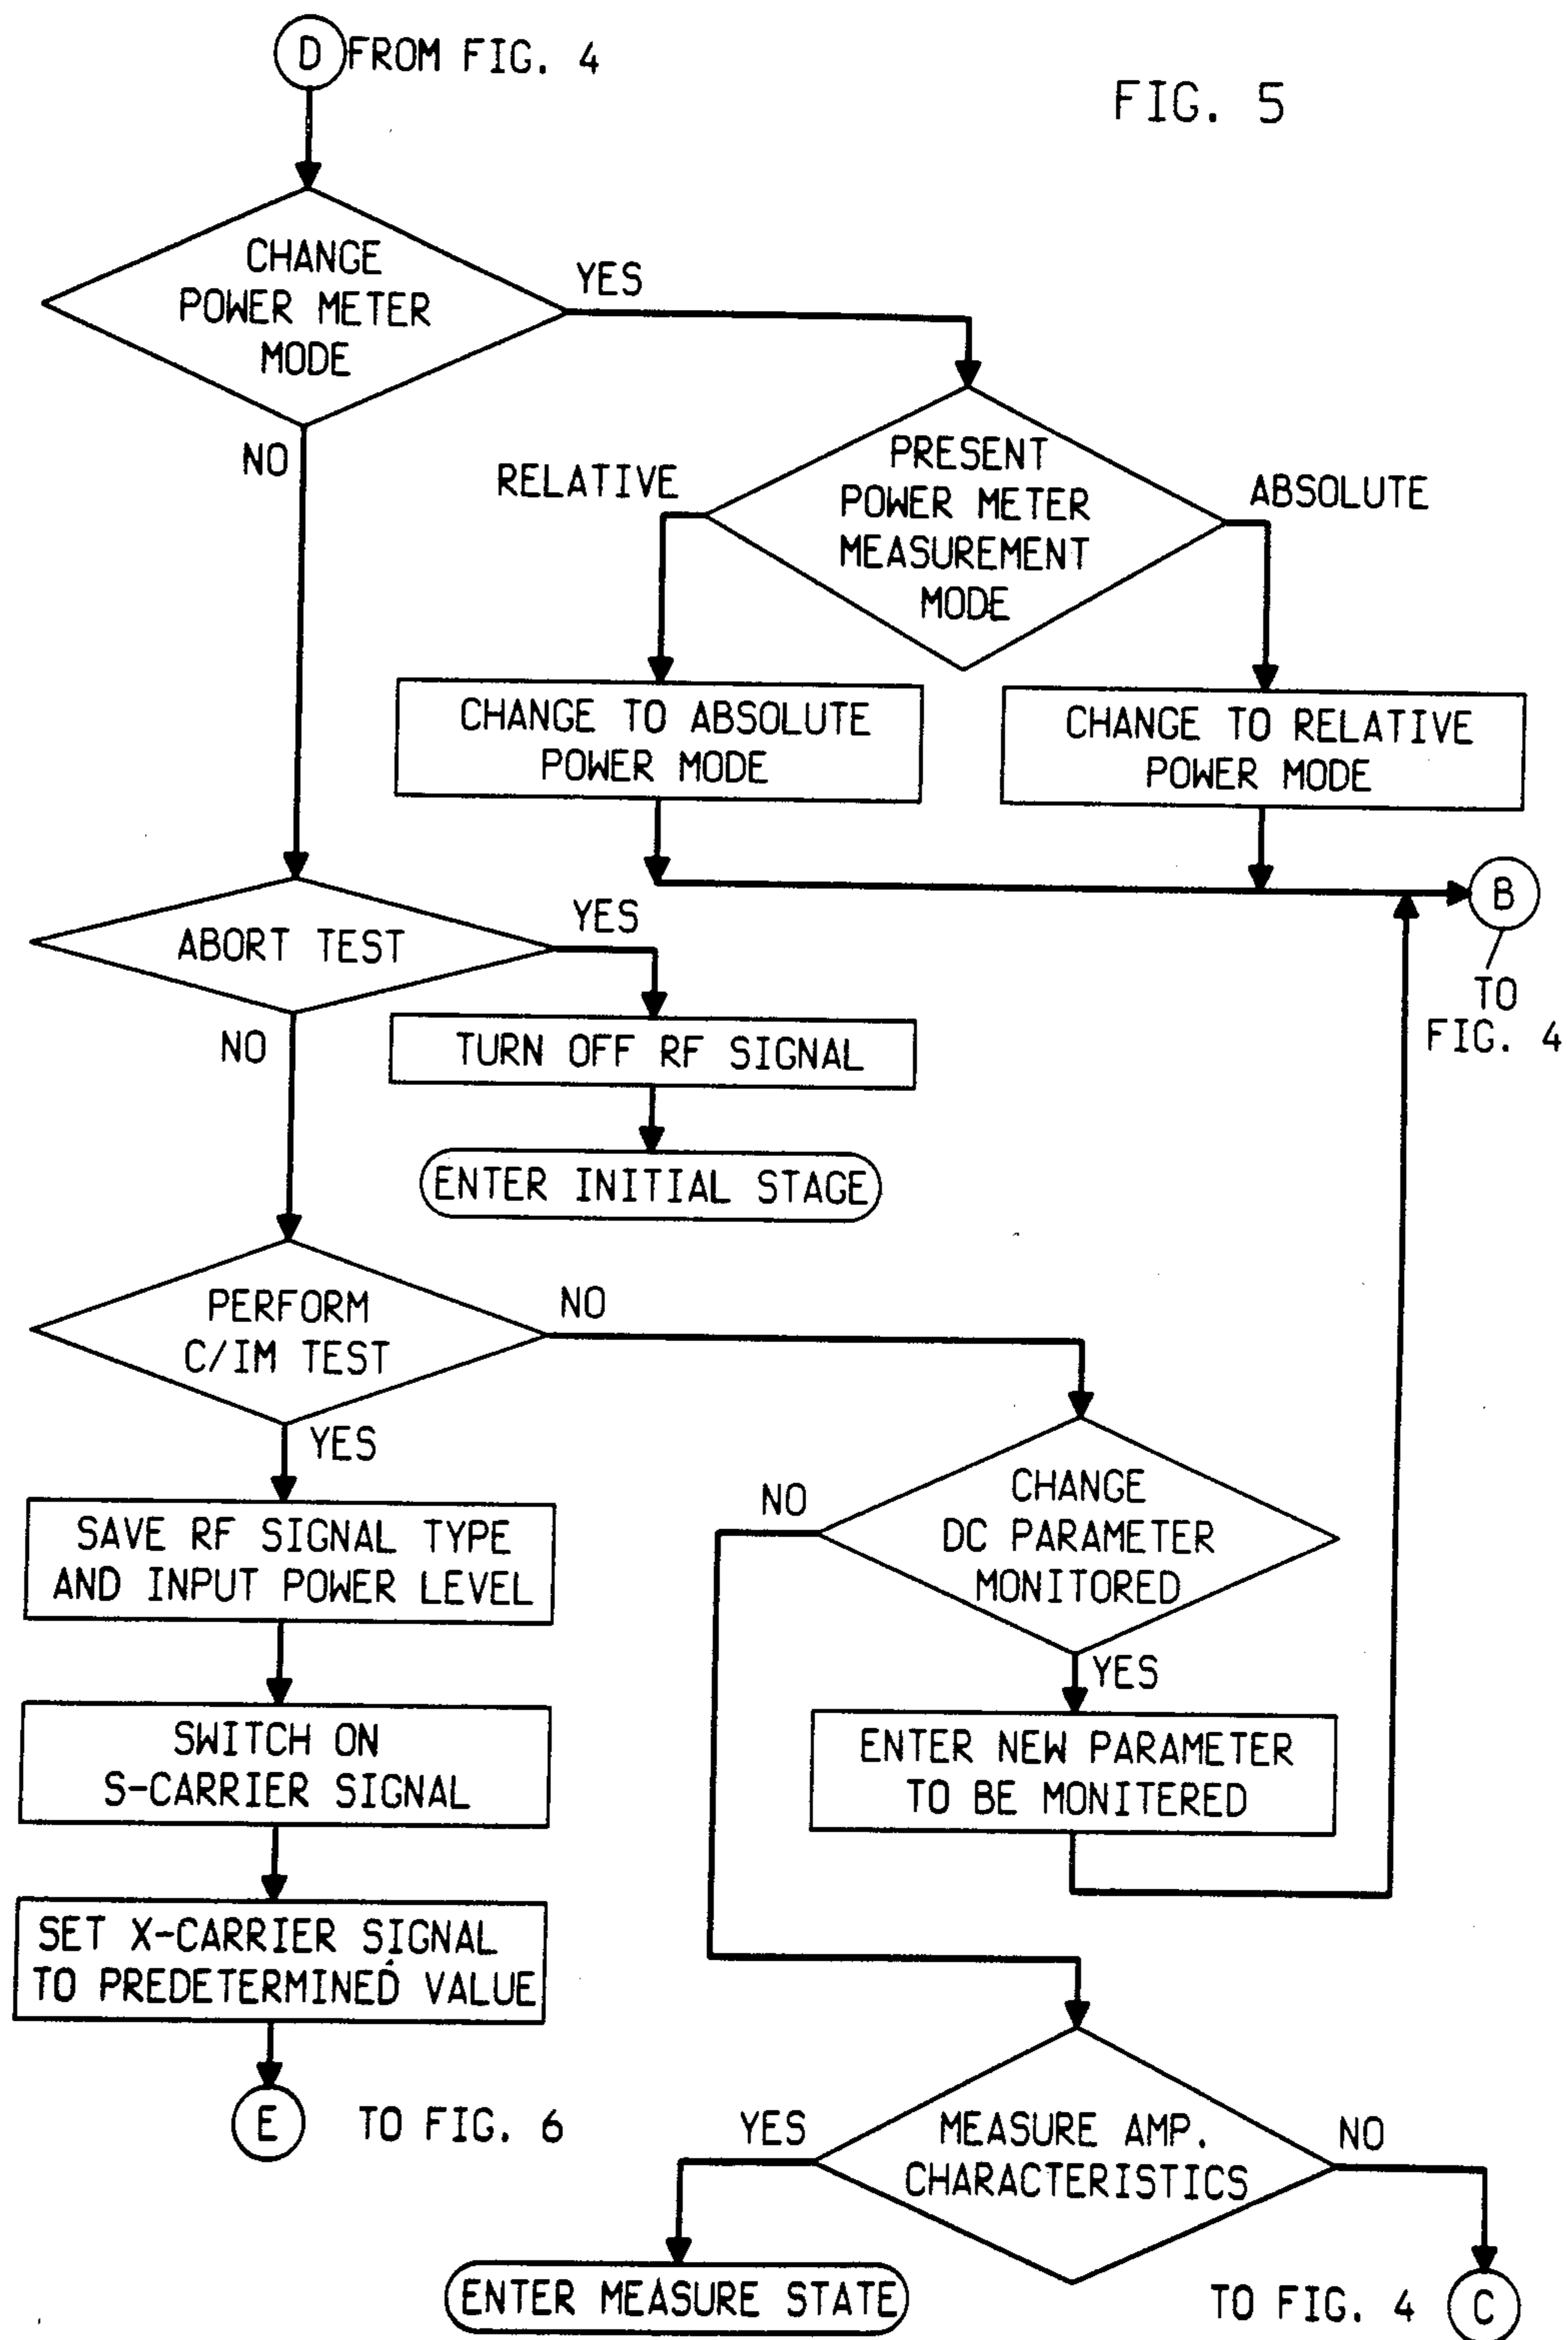 D FROM FIG. 4
FIG. 5
CHANGE
POWER METER
MODE
YES
NO
PRESENT
POWER METER
MEASUREMENT
MODE
RELATIVE
ABSOLUTE
CHANGE TO ABSOLUTE
POWER MODE
CHANGE TO RELATIVE
POWER MODE
B
TO
FIG. 4
ABORT TEST
YES
NO
TURN OFF RF SIGNAL
ENTER INITIAL STAGE
PERFORM
C/IM TEST
NO
YES
CHANGE
DC PARAMETER
MONITORED
NO
YES
SAVE RF SIGNAL TYPE
AND INPUT POWER LEVEL
SWITCH ON
S-CARRIER SIGNAL
ENTER NEW PARAMETER
TO BE MONITERED
SET X-CARRIER SIGNAL
TO PREDETERMINED VALUE
E TO FIG. 6
MEASURE AMP.
CHARACTERISTICS
YES
NO
ENTER MEASURE STATE
TO FIG. 4 C